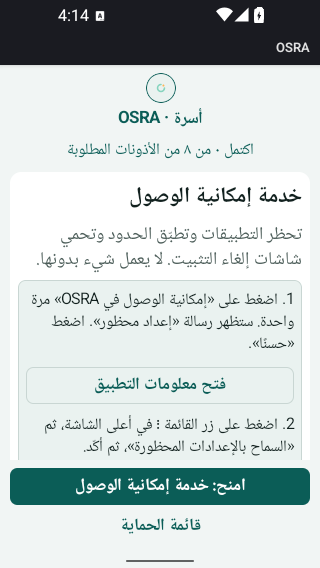 4:14
OSRA
أسرة · OSRA
اكتمل ٠ من ٨ من الأذونات المطلوبة
خدمة إمكانية الوصول
تحظر التطبيقات وتطبّق الحدود وتحمي
شاشات إلغاء التثبيت. لا يعمل شيء بدونها.
1. اضغط على «إمكانية الوصول في OSRA» مرة
واحدة. ستظهر رسالة «إعداد محظور». اضغط
«حسنًا».
فتح معلومات التطبيق
2. اضغط على زر القائمة ⁝ في أعلى الشاشة، ثم
«السماح بالإعدادات المحظورة»، ثم أكّد.
امنح: خدمة إمكانية الوصول
قائمة الحماية